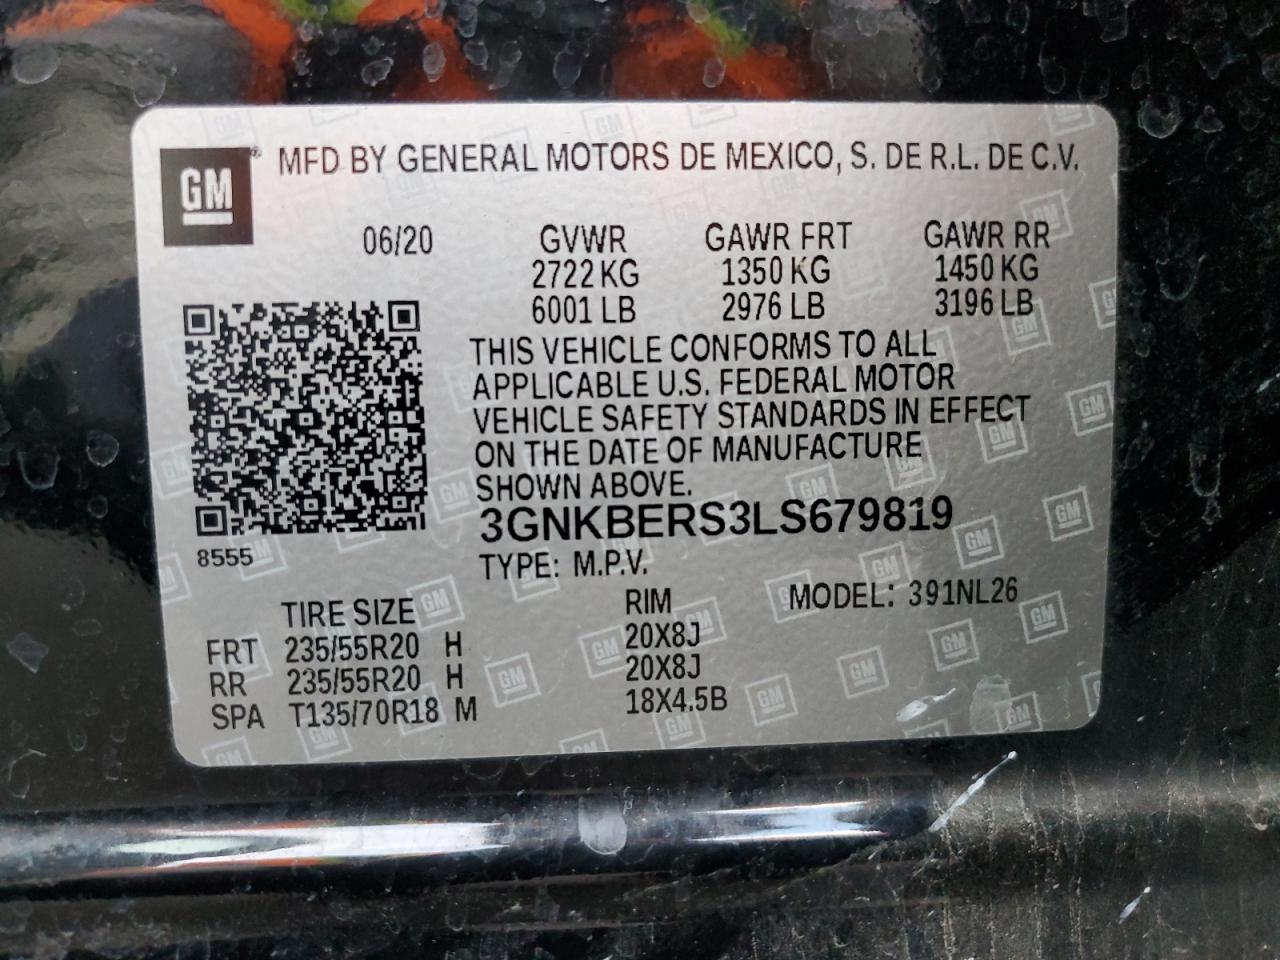 GM® MFD BY GENERAL MOTORS DE MEXICO, S. DE R.L. DE C.V.
06/20 GVWR GAWR FRT GAWR RR
2722 KG 1350 KG 1450 KG
6001 LB 2976 LB 3196 LB
THIS VEHICLE CONFORMS TO ALL
APPLICABLE U.S. FEDERAL MOTOR
VEHICLE SAFETY STANDARDS IN EFFECT
ON THE DATE OF MANUFACTURE
SHOWN ABOVE.
3GNKBERS3LS679819
8555
TYPE: M.P.V.
TIRE SIZE RIM MODEL: 391NL26
FRT 235/55R20 H 20X8J
RR 235/55R20 H 20X8J
SPA T135/70R18 M 18X4.5B